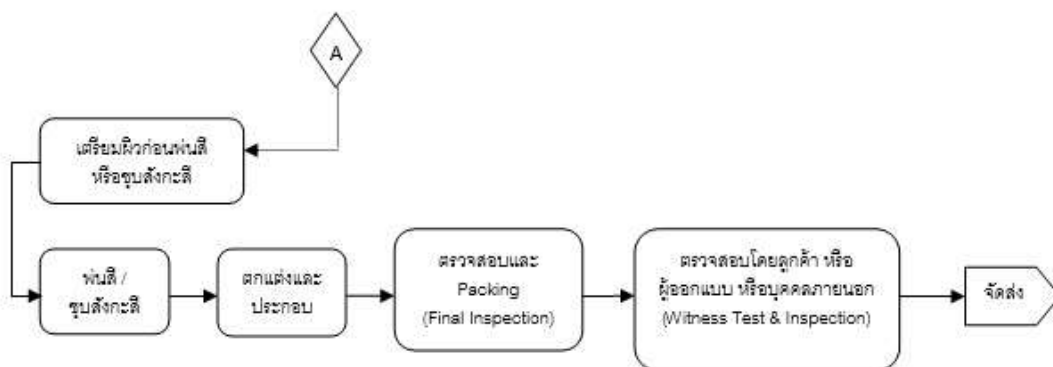 A
เตรียมผิวก่อนพ่นสี
หรือชุบสังกะสี
พ่นสี /
ชุบสังกะสี
ตกแต่งและ
ประกอบ
ตรวจสอบและ
Packing
(Final Inspection)
ตรวจสอบโดยลูกค้า หรือ
ผู้ออกแบบ หรือบุคคลภายนอก
(Witness Test & Inspection)
จัดส่ง